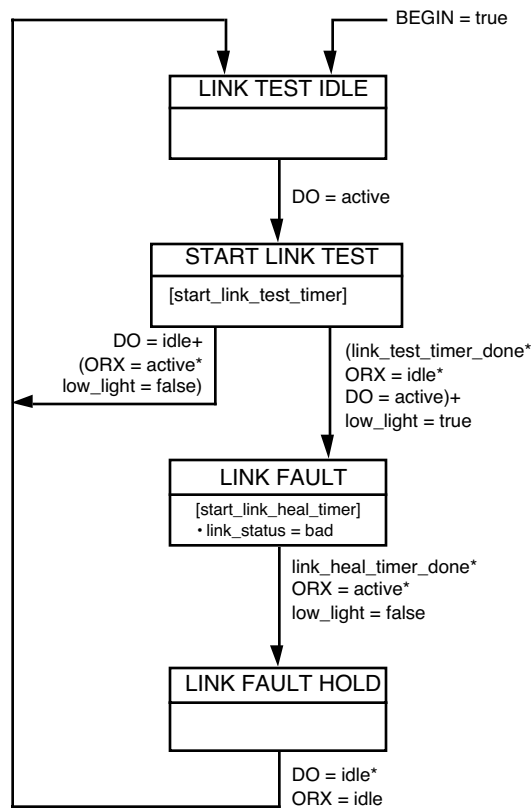 BEGIN = true
LINK TEST IDLE
DO = active
START LINK TEST
[start_link_test_timer]
DO = idle+
(ORX = active*
low_light = false)
(link_test_timer_done*
ORX = idle*
DO = active)+
low_light = true
LINK FAULT
[start_link_heal_timer]
• link_status = bad
link_heal_timer_done*
ORX = active*
low_light = false
LINK FAULT HOLD
DO = idle*
ORX = idle